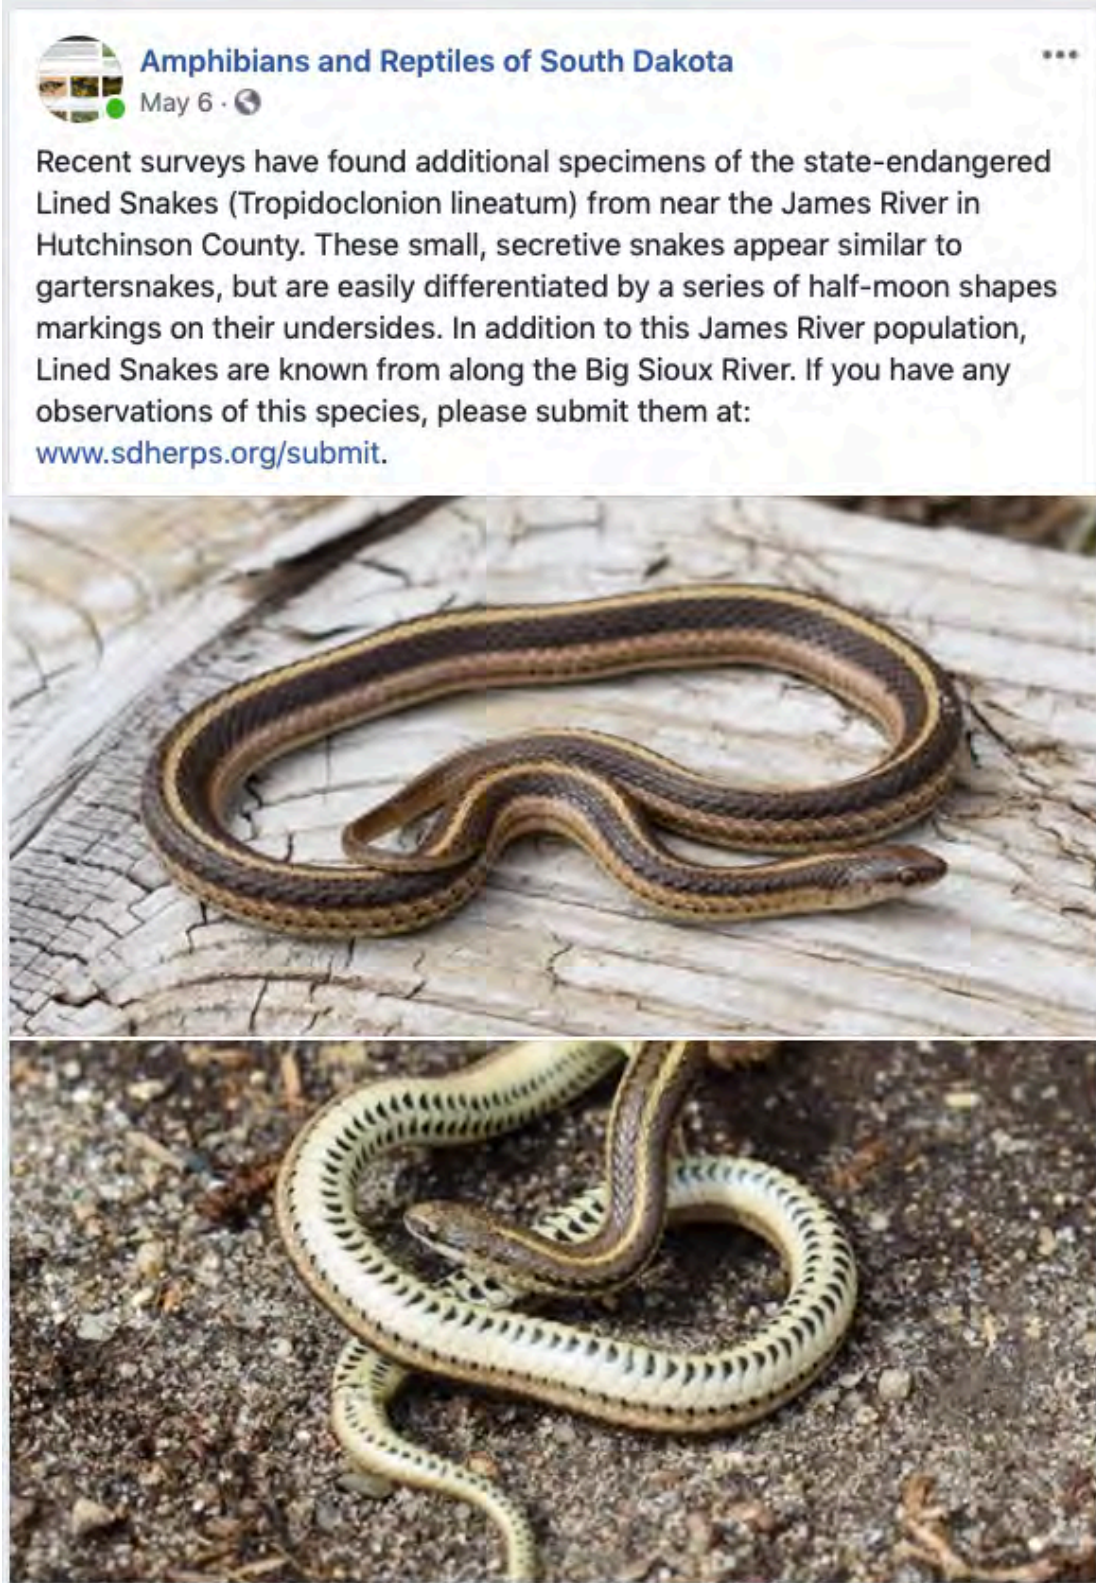 Amphibians and Reptiles of South Dakota
May 6 ·
Recent surveys have found additional specimens of the state-endangered
Lined Snakes (Tropidoclonion lineatum) from near the James River in
Hutchinson County. These small, secretive snakes appear similar to
gartersnakes, but are easily differentiated by a series of half-moon shapes
markings on their undersides. In addition to this James River population,
Lined Snakes are known from along the Big Sioux River. If you have any
observations of this species, please submit them at:
www.sdherps.org/submit.